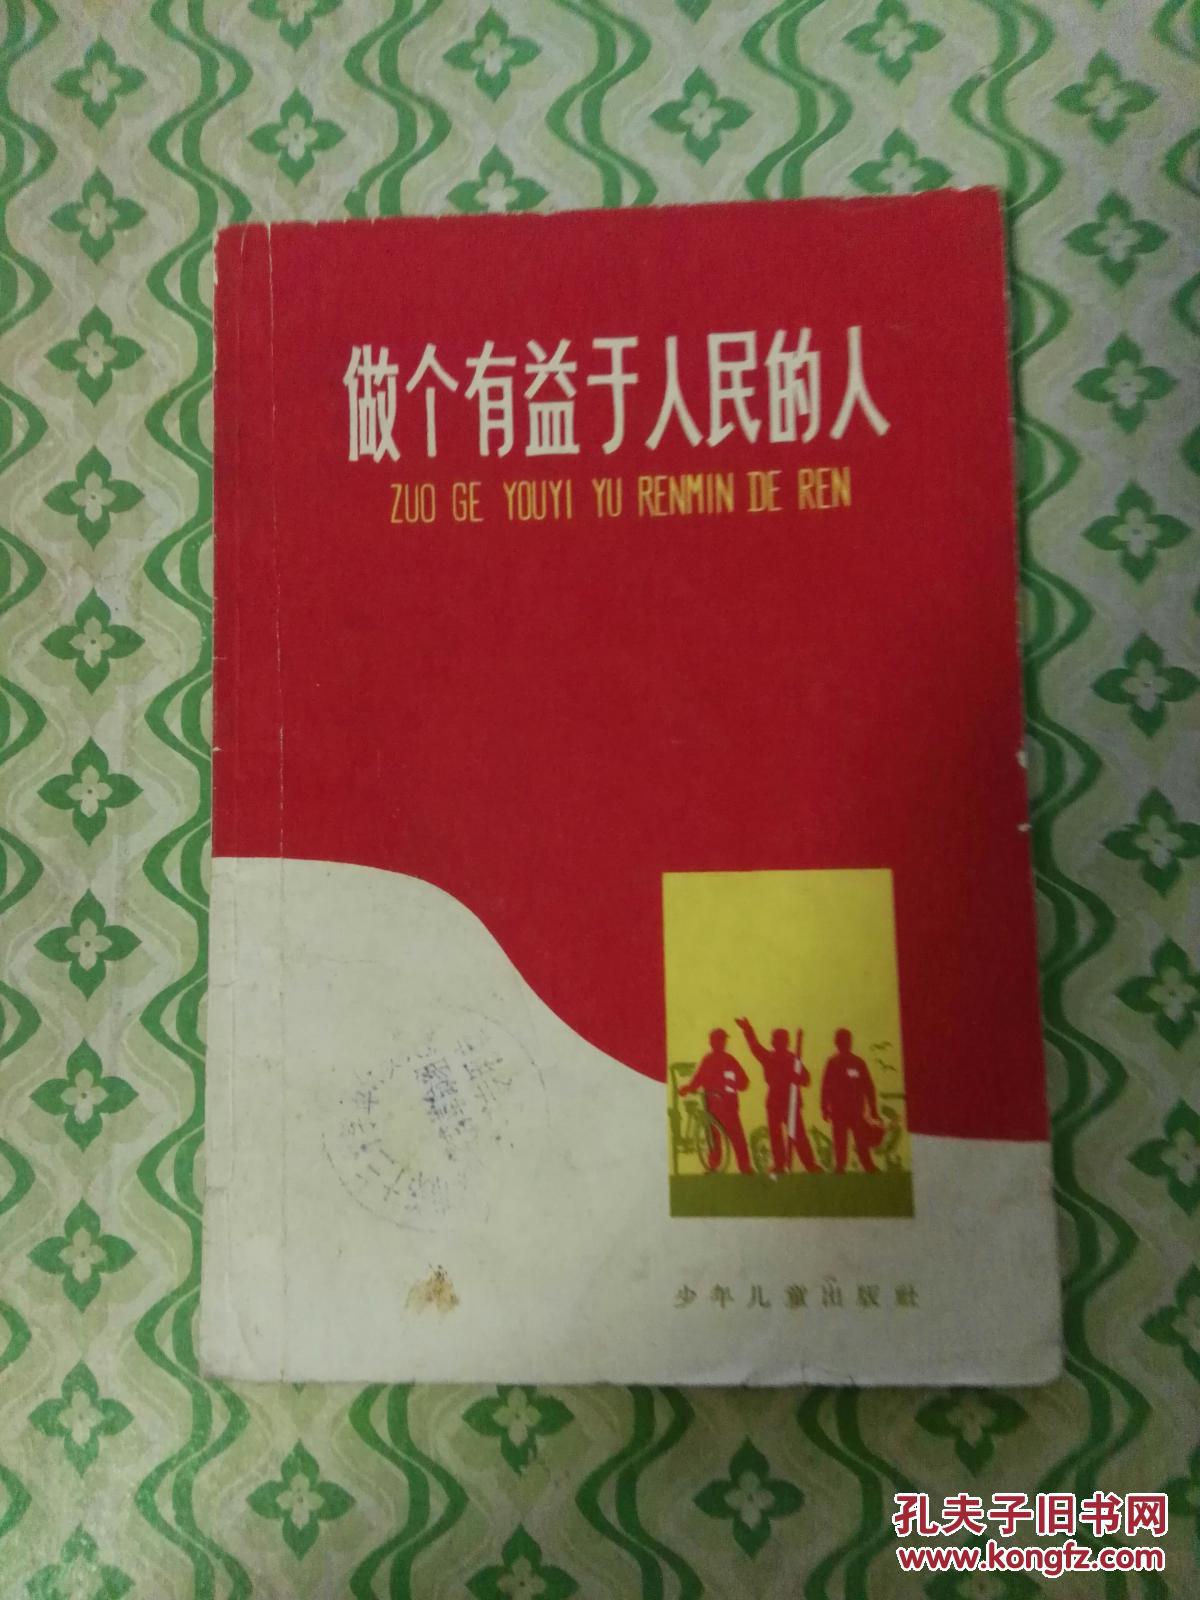 做个有益于人民的人
ZUO GE YOUYI YU RENMIN DE REN
少年儿童出版社
孔夫子旧书网
www.kongfz.com